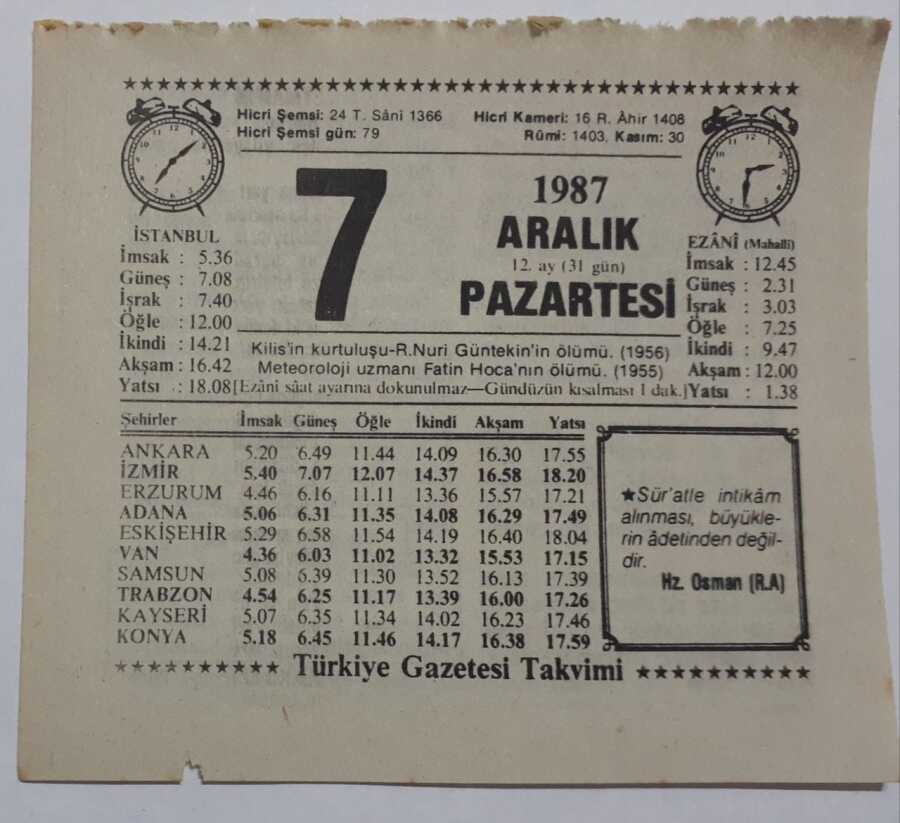 Hicri Şemsi: 24 T. Sâni 1366
Hicri Kameri: 16 R. Âhir 1408
Hicri Şemsi gün: 79
Rûmi: 1403. Kasım: 30
7
1987
ARALIK
12. ay (31 gün)
PAZARTESİ
İSTANBUL
İmsak : 5.36
Güneş : 7.08
İşrak : 7.40
Öğle : 12.00
İkindi : 14.21
Akşam : 16.42
Yatsı : 18.08
EZÂNÎ (Mahalli)
İmsak : 12.45
Güneş : 2.31
İşrak : 3.03
Öğle : 7.25
İkindi : 9.47
Akşam : 12.00
Yatsı : 1.38
Kilis'in kurtuluşu-R.Nuri Güntekin'in ölümü. (1956)
Meteoroloji uzmanı Fatin Hoca'nın ölümü. (1955)
[Ezâni sâat ayarına dokunulmaz—Gündüzün kısalması 1 dak.]
Şehirler İmsak Güneş Öğle İkindi Akşam Yatsı
ANKARA 5.20 6.49 11.44 14.09 16.30 17.55
İZMİR 5.40 7.07 12.07 14.37 16.58 18.20
ERZURUM 4.46 6.16 11.11 13.36 15.57 17.21
ADANA 5.06 6.31 11.35 14.08 16.29 17.49
ESKİŞEHİR 5.29 6.58 11.54 14.19 16.40 18.04
VAN 4.36 6.03 11.02 13.32 15.53 17.15
SAMSUN 5.08 6.39 11.30 13.52 16.13 17.39
TRABZON 4.54 6.25 11.17 13.39 16.00 17.26
KAYSERİ 5.07 6.35 11.34 14.02 16.23 17.46
KONYA 5.18 6.45 11.46 14.17 16.38 17.59
★Sür'atle intikâm
alınması, büyükle-
rin âdetinden değil-
dir.
Hz. Osman (R.A)
Türkiye Gazetesi Takvimi